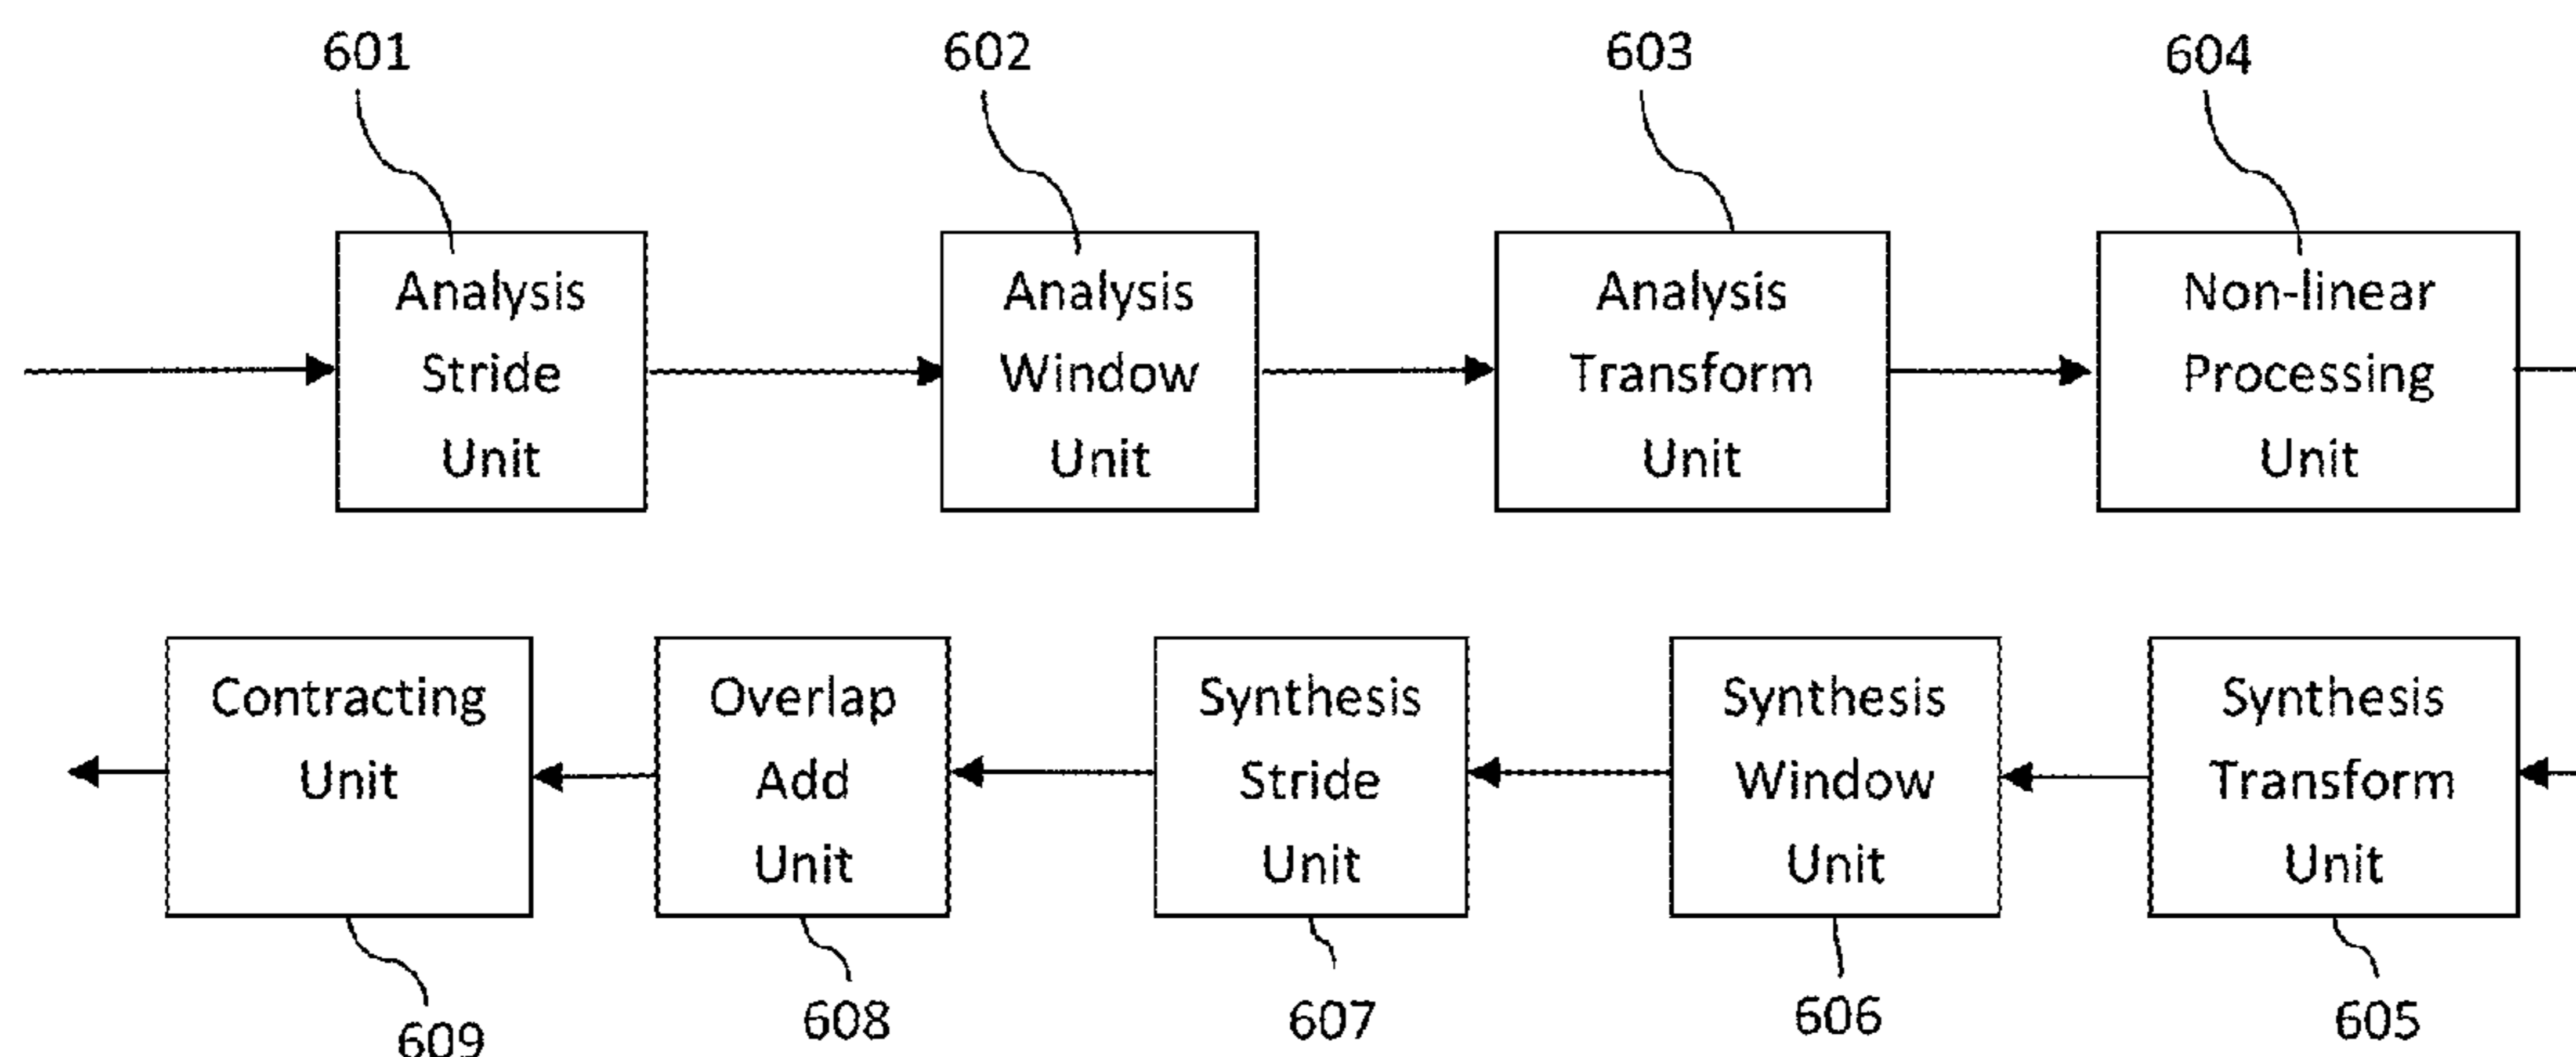 601
602
603
604
Analysis
Stride
Unit
Analysis
Window
Unit
Analysis
Transform
Unit
Non-linear
Processing
Unit
Contracting
Unit
Overlap
Add
Unit
Synthesis
Stride
Unit
Synthesis
Window
Unit
Synthesis
Transform
Unit
609
608
607
606
605